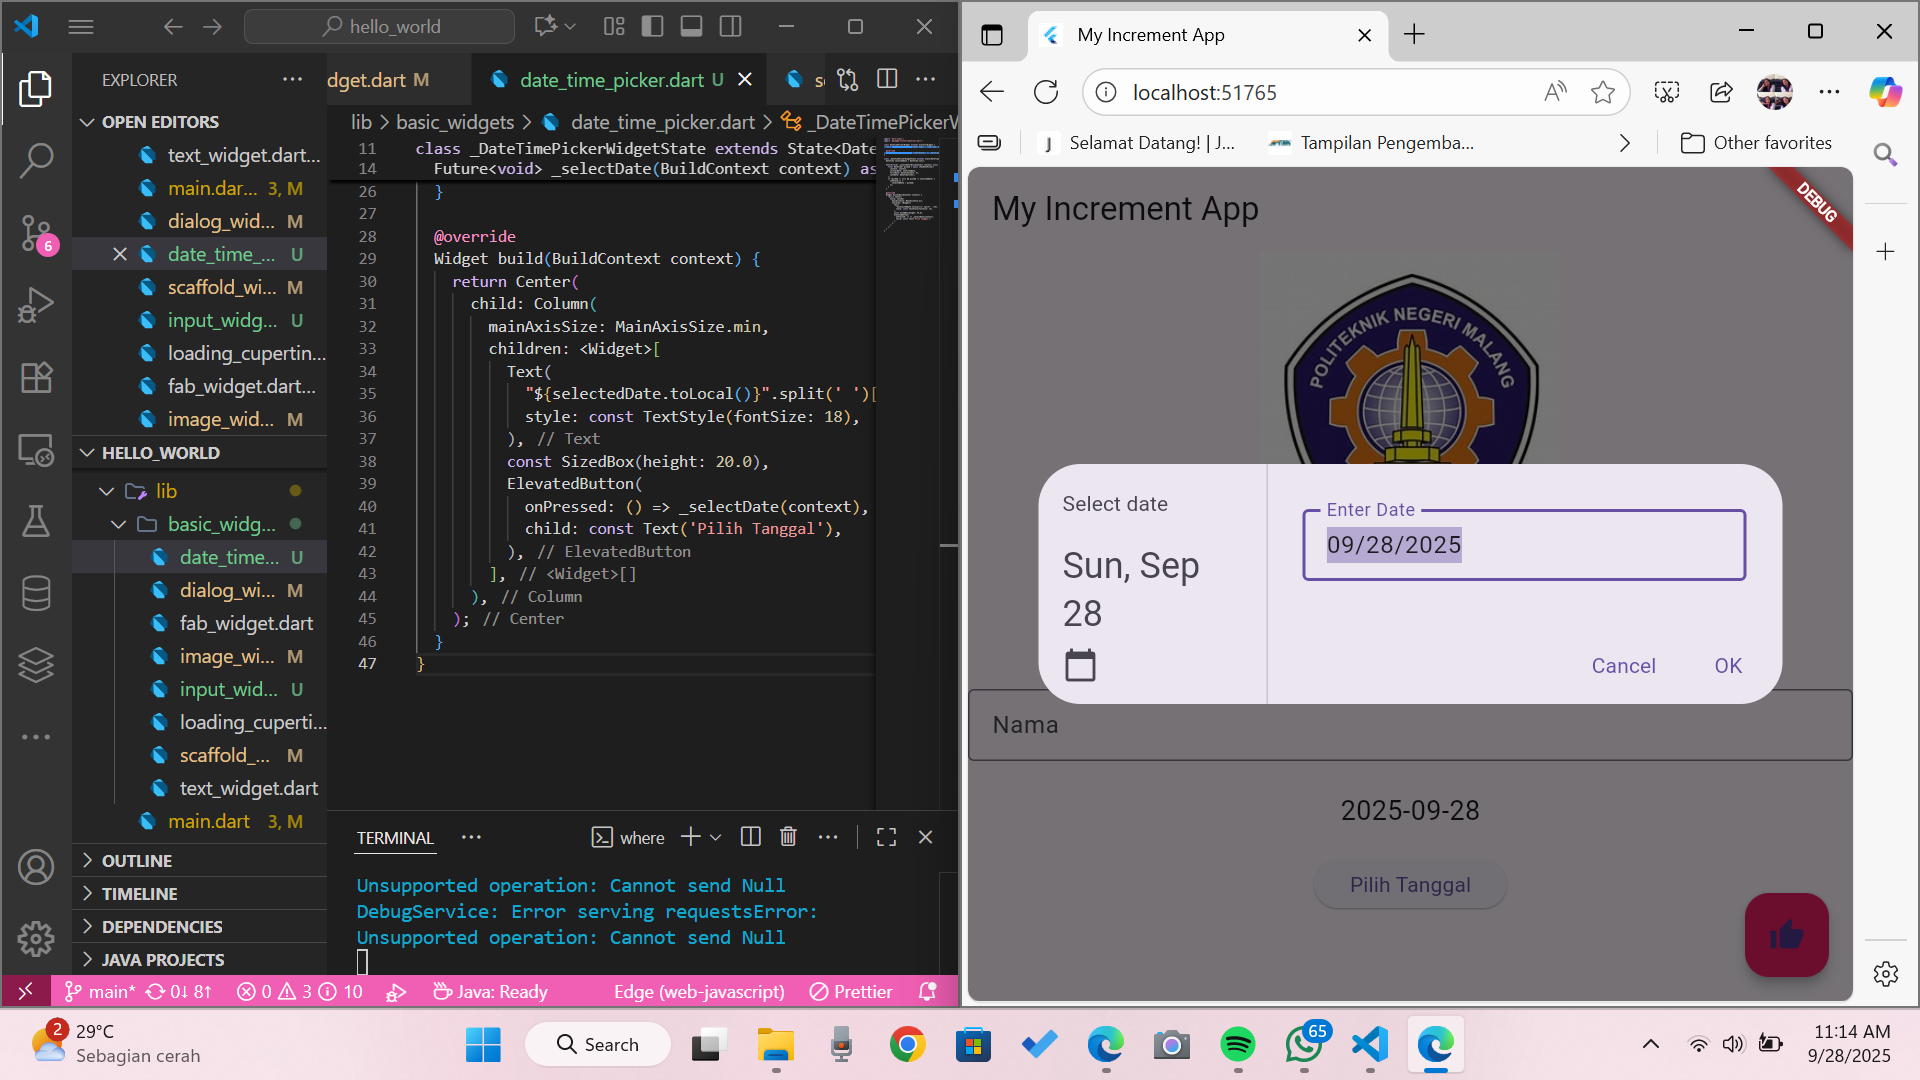 hello_world
EXPLORER
OPEN EDITORS
text_widget.dart...
main.dar... 3, M
dialog_wid... M
date_time_... U
scaffold_wi... M
input_widg... U
loading_cupertin...
fab_widget.dart...
image_wid... M
HELLO_WORLD
lib
basic_widg...
date_time... U
dialog_wi... M
fab_widget.dart
image_wi... M
input_wid... U
loading_cuperti...
scaffold_... M
text_widget.dart
main.dart 3, M
OUTLINE
TIMELINE
DEPENDENCIES
JAVA PROJECTS
6
dget.dart M
date_time_picker.dart U
lib > basic_widgets > date_time_picker.dart > _DateTimePickerW
11 class _DateTimePickerWidgetState extends State<Date
14 Future<void> _selectDate(BuildContext context) as
26 }
27
28 @override
29 Widget build(BuildContext context) {
30 return Center(
31 child: Column(
32 mainAxisSize: MainAxisSize.min,
33 children: <Widget>[
34 Text(
35 "${selectedDate.toLocal()}".split(' ')[
36 style: const TextStyle(fontSize: 18),
37 ), // Text
38 const SizedBox(height: 20.0),
39 ElevatedButton(
40 onPressed: () => _selectDate(context),
41 child: const Text('Pilih Tanggal'),
42 ), // ElevatedButton
43 ], // <Widget>[]
44 ), // Column
45 ); // Center
46 }
47 }
TERMINAL
where
Unsupported operation: Cannot send Null
DebugService: Error serving requestsError:
Unsupported operation: Cannot send Null
main* 0↓ 8↑ 0 3 10 Java: Ready Edge (web-javascript) Prettier
My Increment App
localhost:51765
J Selamat Datang! | J...
Tampilan Pengemba...
Other favorites
My Increment App
DEBUG
POLITEKNIK NEGERI MALANG
Select date
Sun, Sep
28
Enter Date
09/28/2025
Cancel
OK
Nama
2025-09-28
Pilih Tanggal
2
29°C
Sebagian cerah
Search
65
11:14 AM
9/28/2025